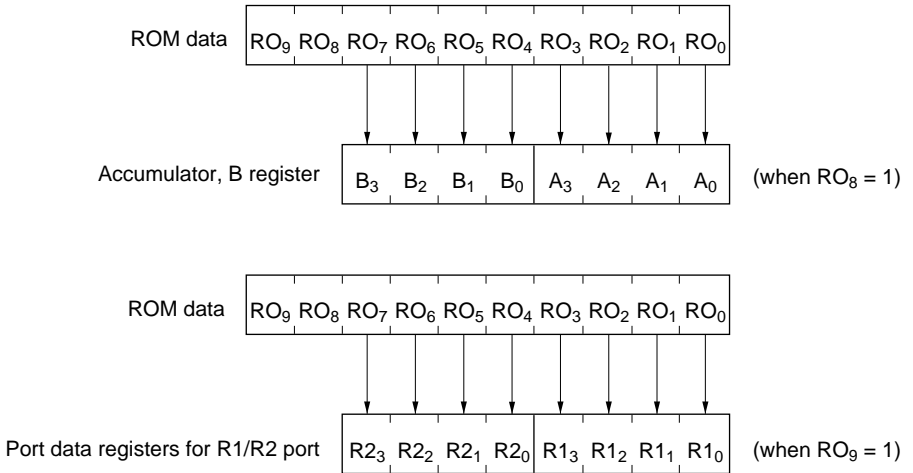 ROM data RO₉ RO₈ RO₇ RO₆ RO₅ RO₄ RO₃ RO₂ RO₁ RO₀
Accumulator, B register B₃ B₂ B₁ B₀ A₃ A₂ A₁ A₀ (when RO₈ = 1)
ROM data RO₉ RO₈ RO₇ RO₆ RO₅ RO₄ RO₃ RO₂ RO₁ RO₀
Port data registers for R1/R2 port R2₃ R2₂ R2₁ R2₀ R1₃ R1₂ R1₁ R1₀ (when RO₉ = 1)